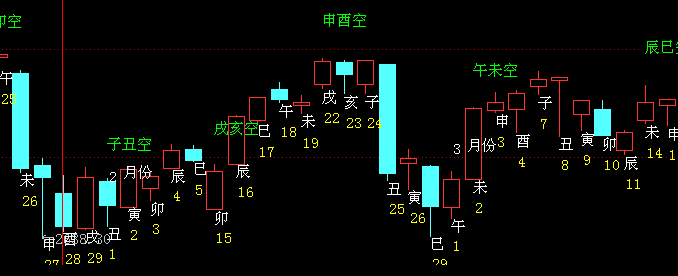 卯空
申酉空
辰巳空
午未空
子丑空
戌亥空
午
25
未
26
甲
27
酉
28
戌
29
丑
1
2 月份
寅
2
卯
3
辰
4
巳
5
卯
15
辰
16
巳
17
午
18
未
19
戌
22
亥
23
子
24
丑
25
寅
26
巳
29
午
1
3 月份
未
2
申
3
酉
4
子
7
丑
8
寅
9
卯
10
辰
11
未
14
申
1